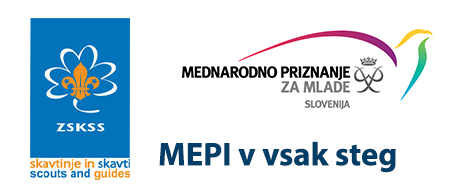 ZSKSS
skavtinje in skavti
scouts and guides
MEDNARODNO PRIZNANJE
ZA MLADE
SLOVENIJA
MEPI v vsak steg